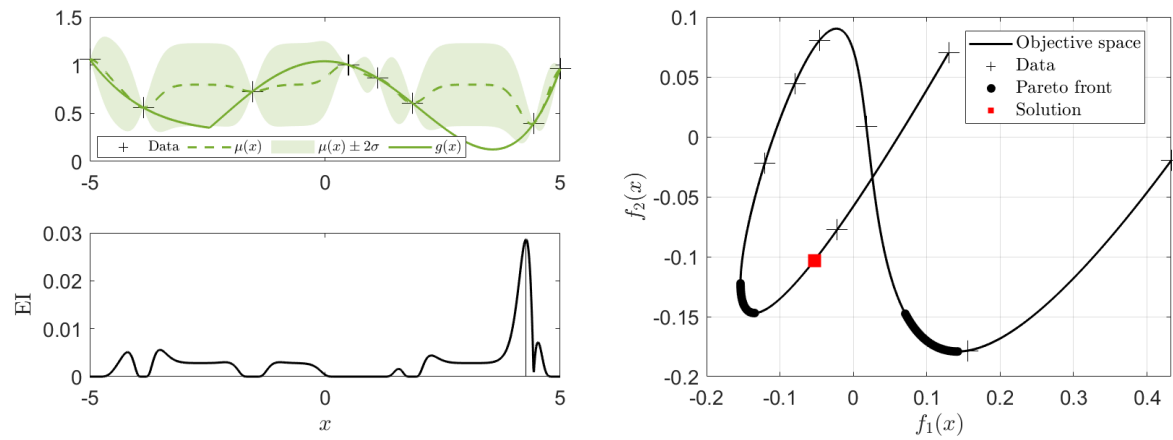 1.5
1
0.5
0
Data μ(x) μ(x) ± 2σ g(x)
-5 0 5
0.03
0.02
0.01
0
EI
-5 0 5
x
0.1
0.05
0
-0.05
-0.1
-0.15
-0.2
f₂(x)
Objective space
Data
Pareto front
Solution
-0.2 -0.1 0 0.1 0.2 0.3 0.4
f₁(x)